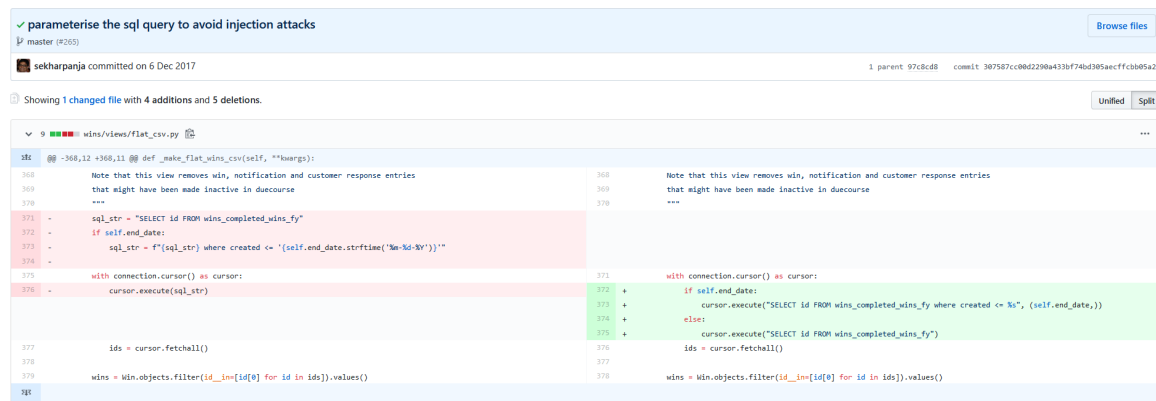 ✓ parameterise the sql query to avoid injection attacks
Browse files
master (#265)
sekharpanja committed on 6 Dec 2017
1 parent 97c8cd8 commit 307587cc00d2290a433bf74bd305aecffcbb05a2
Showing 1 changed file with 4 additions and 5 deletions.
Unified Split
9 wins/views/flat_csv.py
@@ -368,12 +368,11 @@ def _make_flat_wins_csv(self, **kwargs):
368 Note that this view removes win, notification and customer response entries
369 that might have been made inactive in duecourse
370 """
371 - sql_str = "SELECT id FROM wins_completed_wins_fy"
372 - if self.end_date:
373 - sql_str = f"{sql_str} where created <= '{self.end_date.strftime('%m-%d-%Y')}'"
374 -
375 with connection.cursor() as cursor:
376 - cursor.execute(sql_str)
377 ids = cursor.fetchall()
378
379 wins = Win.objects.filter(id__in=[id[0] for id in ids]).values()
368 Note that this view removes win, notification and customer response entries
369 that might have been made inactive in duecourse
370 """
371 with connection.cursor() as cursor:
372 + if self.end_date:
373 + cursor.execute("SELECT id FROM wins_completed_wins_fy where created <= %s", (self.end_date,))
374 + else:
375 + cursor.execute("SELECT id FROM wins_completed_wins_fy")
376 ids = cursor.fetchall()
377
378 wins = Win.objects.filter(id__in=[id[0] for id in ids]).values()